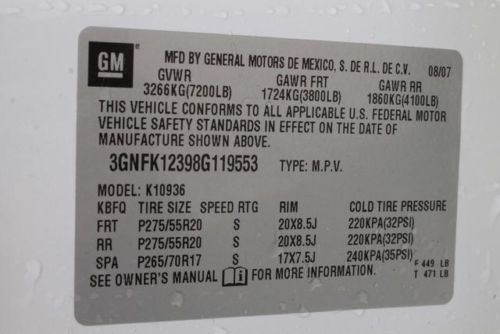 GM
MFD BY GENERAL MOTORS DE MEXICO, S. DE R.L. DE C.V. 08/07
GVWR GAWR FRT GAWR RR
3266KG(7200LB) 1724KG(3800LB) 1860KG(4100LB)
THIS VEHICLE CONFORMS TO ALL APPLICABLE U.S. FEDERAL MOTOR
VEHICLE SAFETY STANDARDS IN EFFECT ON THE DATE OF
MANUFACTURE SHOWN ABOVE.
3GNFK12398G119553 TYPE: M.P.V.
MODEL: K10936
KBFQ TIRE SIZE SPEED RTG RIM COLD TIRE PRESSURE
FRT P275/55R20 S 20X8.5J 220KPA(32PSI)
RR P275/55R20 S 20X8.5J 220KPA(32PSI)
SPA P265/70R17 S 17X7.5J 240KPA(35PSI)
F 449 LB
SEE OWNER'S MANUAL FOR MORE INFORMATION. T 471 LB